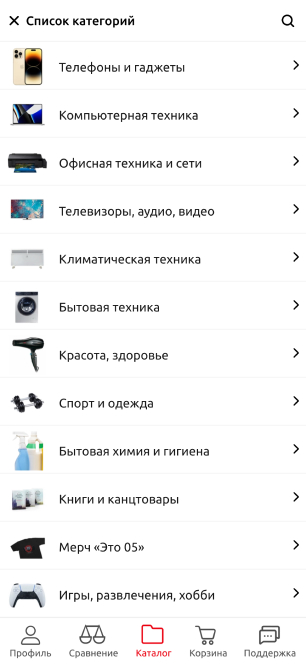 Список категорий
Телефоны и гаджеты
Компьютерная техника
Офисная техника и сети
Телевизоры, аудио, видео
Климатическая техника
Бытовая техника
Красота, здоровье
Спорт и одежда
Бытовая химия и гигиена
Книги и канцтовары
Мерч «Это 05»
Игры, развлечения, хобби
Профиль Сравнение Каталог Корзина Поддержка